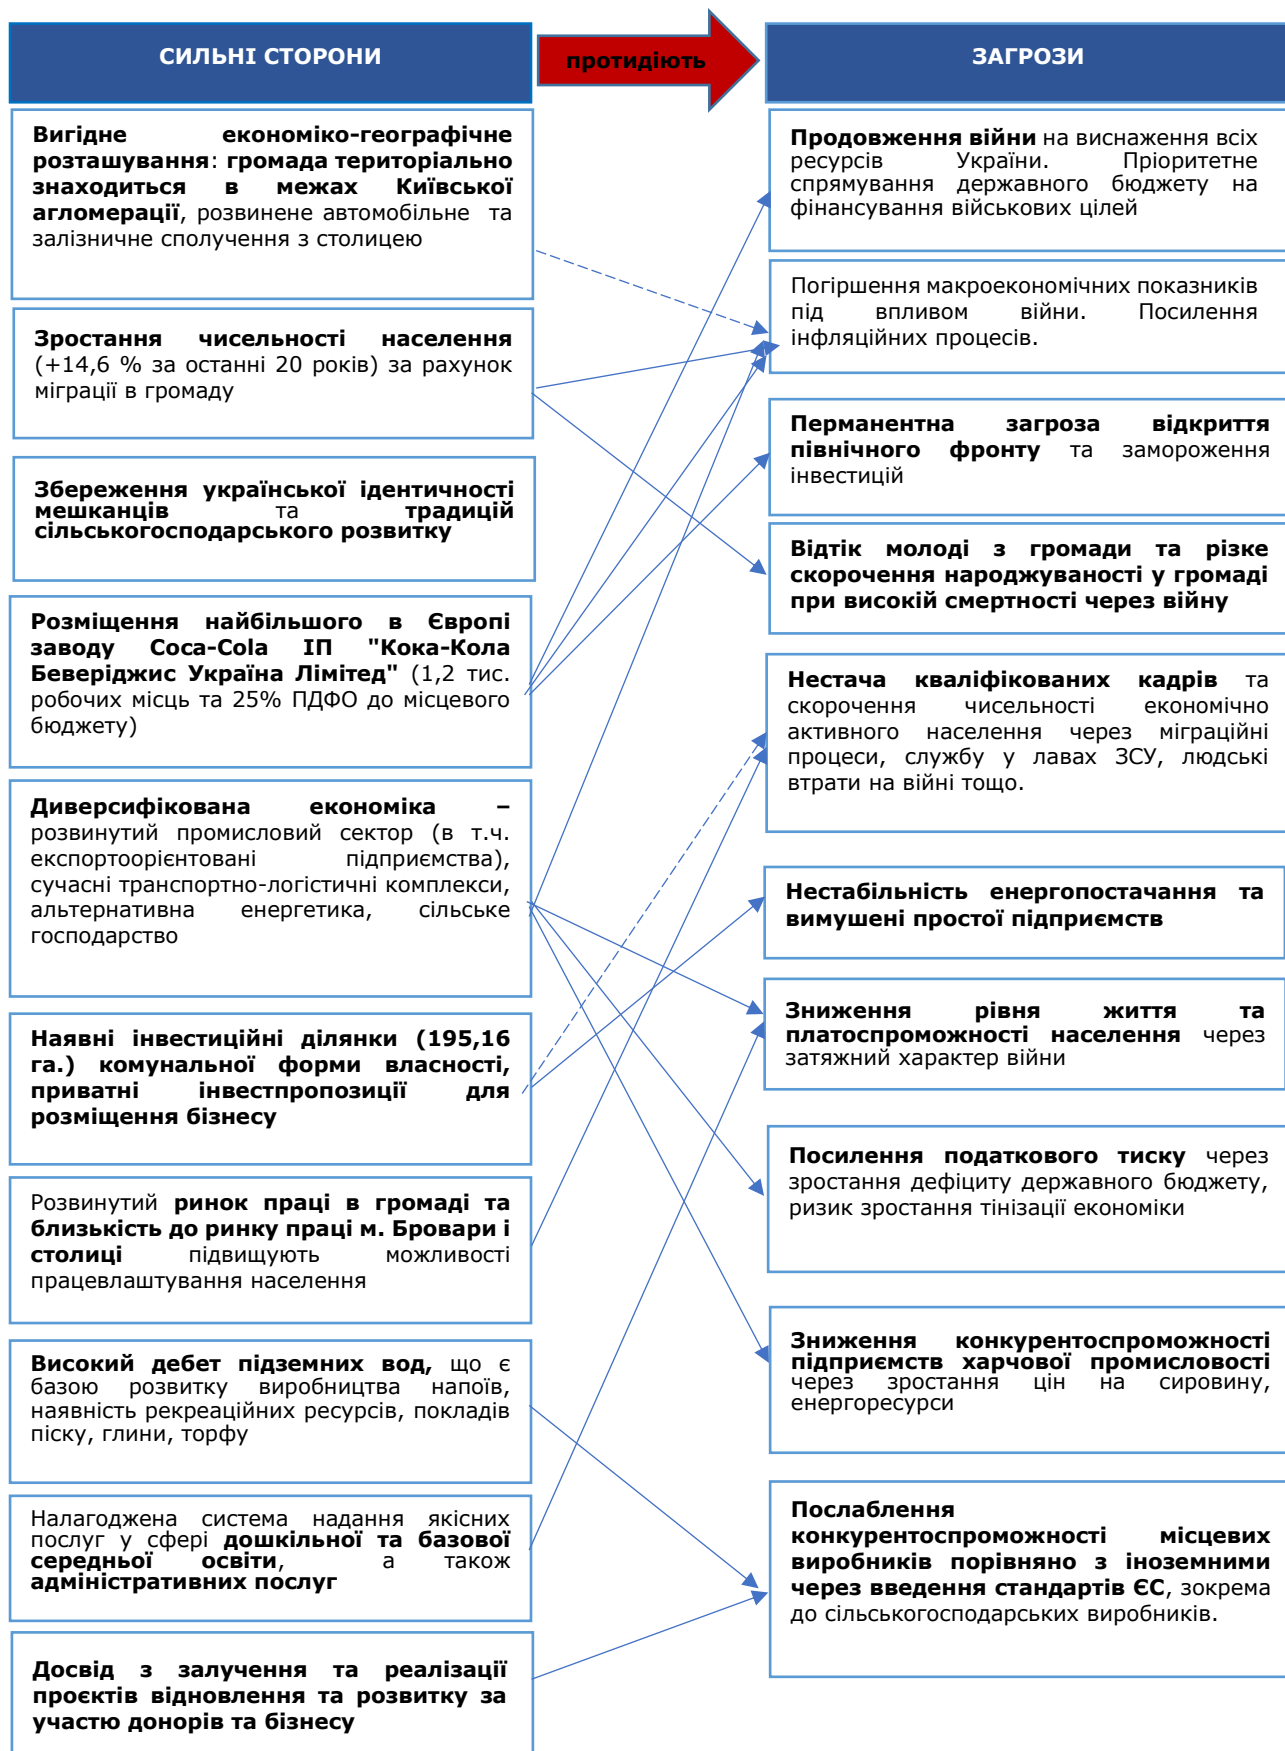 СИЛЬНІ СТОРОНИ
протидіють
ЗАГРОЗИ
Вигідне економіко-географічне
розташування: громада територіально
знаходиться в межах Київської
агломерації, розвинене автомобільне та
залізничне сполучення з столицею
Зростання чисельності населення
(+14,6 % за останні 20 років) за рахунок
міграції в громаду
Збереження української ідентичності
мешканців та традицій
сільськогосподарського розвитку
Розміщення найбільшого в Європі
заводу Coca-Cola ІП "Кока-Кола
Беверіджис Україна Лімітед" (1,2 тис.
робочих місць та 25% ПДФО до місцевого
бюджету)
Диверсифікована економіка –
розвинутий промисловий сектор (в т.ч.
експортоорієнтовані підприємства),
сучасні транспортно-логістичні комплекси,
альтернативна енергетика, сільське
господарство
Наявні інвестиційні ділянки (195,16
га.) комунальної форми власності,
приватні інвестпропозиції для
розміщення бізнесу
Розвинутий ринок праці в громаді та
близькість до ринку праці м. Бровари і
столиці підвищують можливості
працевлаштування населення
Високий дебет підземних вод, що є
базою розвитку виробництва напоїв,
наявність рекреаційних ресурсів, покладів
піску, глини, торфу
Налагоджена система надання якісних
послуг у сфері дошкільної та базової
середньої освіти, а також
адміністративних послуг
Досвід з залучення та реалізації
проєктів відновлення та розвитку за
участю донорів та бізнесу
Продовження війни на виснаження всіх
ресурсів України. Пріоритетне
спрямування державного бюджету на
фінансування військових цілей
Погіршення макроекономічних показників
під впливом війни. Посилення
інфляційних процесів.
Перманентна загроза відкриття
північного фронту та замороження
інвестицій
Відтік молоді з громади та різке
скорочення народжуваності у громаді
при високій смертності через війну
Нестача кваліфікованих кадрів та
скорочення чисельності економічно
активного населення через міграційні
процеси, службу у лавах ЗСУ, людські
втрати на війні тощо.
Нестабільність енергопостачання та
вимушені простої підприємств
Зниження рівня життя та
платоспроможності населення через
затяжний характер війни
Посилення податкового тиску через
зростання дефіциту державного бюджету,
ризик зростання тінізації економіки
Зниження конкурентоспроможності
підприємств харчової промисловості
через зростання цін на сировину,
енергоресурси
Послаблення
конкурентоспроможності місцевих
виробників порівняно з іноземними
через введення стандартів ЄС, зокрема
до сільськогосподарських виробників.